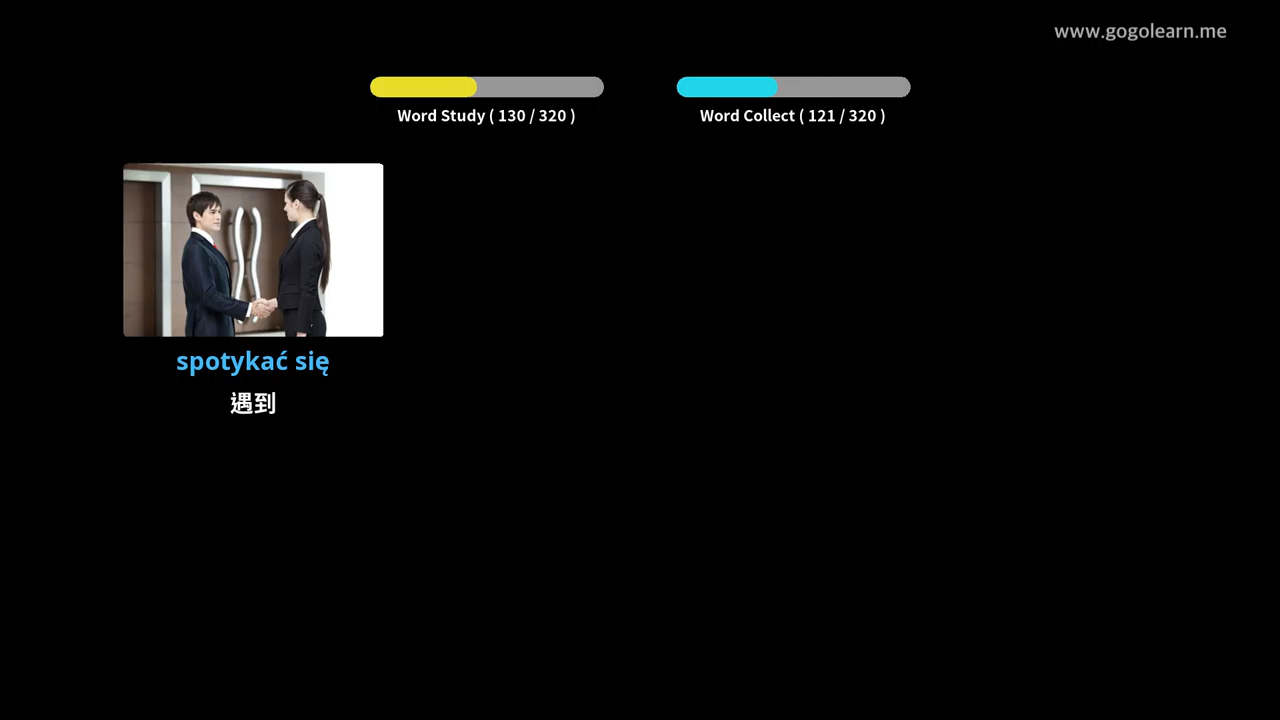 www.gogolearn.me
Word Study ( 130 / 320 )
Word Collect ( 121 / 320 )
spotykać się
遇到